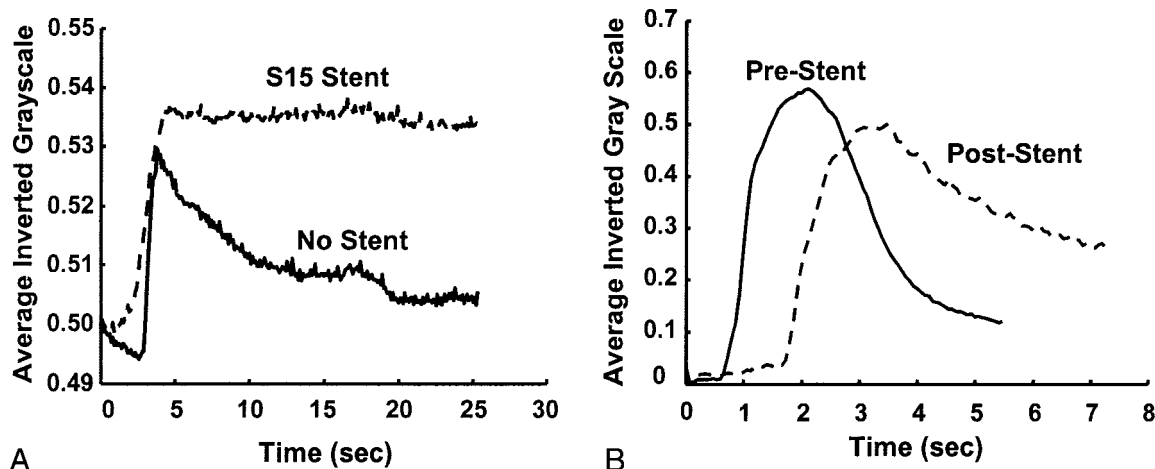 0.55
0.54
0.53
0.52
0.51
0.50
0.49
Average Inverted Grayscale
S15 Stent
No Stent
0 5 10 15 20 25 30
Time (sec)
A
0.7
0.6
0.5
0.4
0.3
0.2
0.1
0
Average Inverted Gray Scale
Pre-Stent
Post-Stent
0 1 2 3 4 5 6 7 8
Time (sec)
B